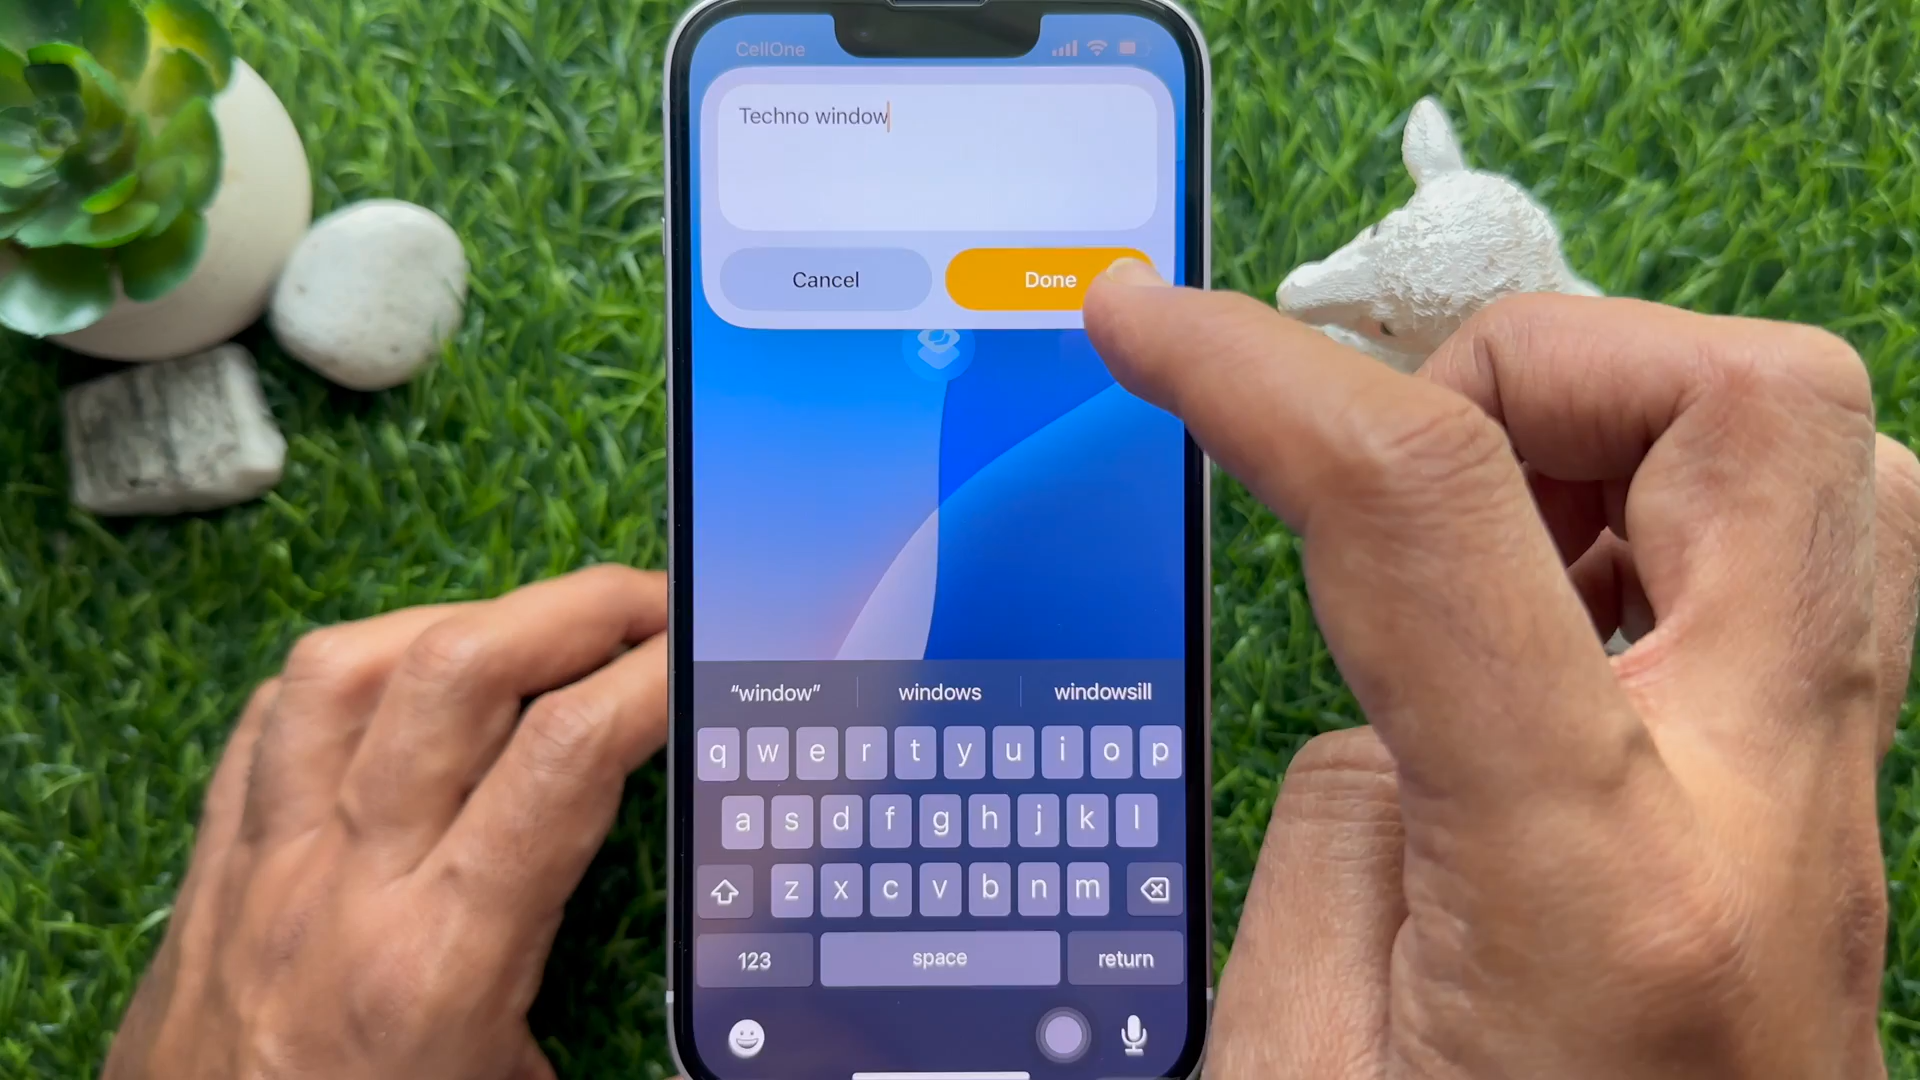 CellOne
Techno window
Cancel Done
“window” windows windowsill
q w e r t y u i o p
a s d f g h j k l
z x c v b n m
123 space return